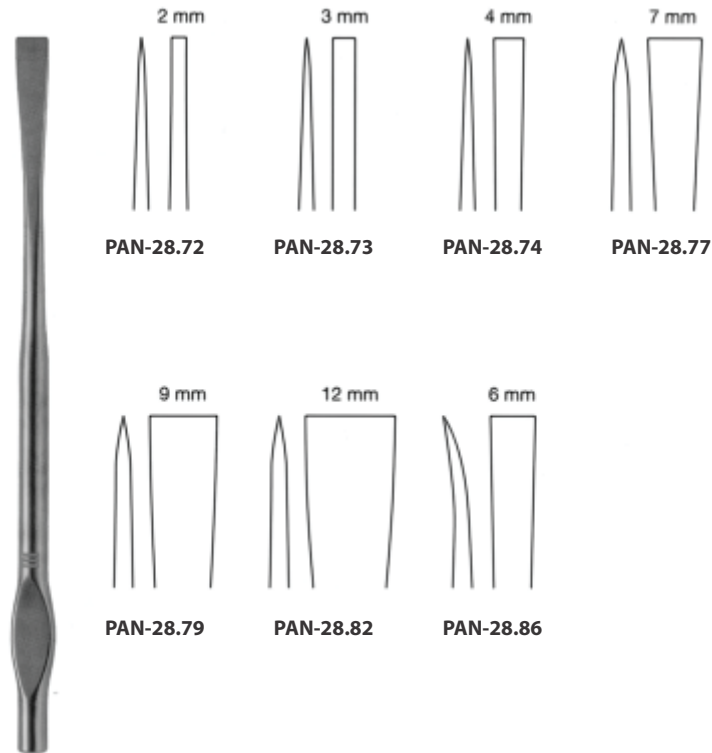 2 mm 3 mm 4 mm 7 mm
PAN-28.72 PAN-28.73 PAN-28.74 PAN-28.77
9 mm 12 mm 6 mm
PAN-28.79 PAN-28.82 PAN-28.86